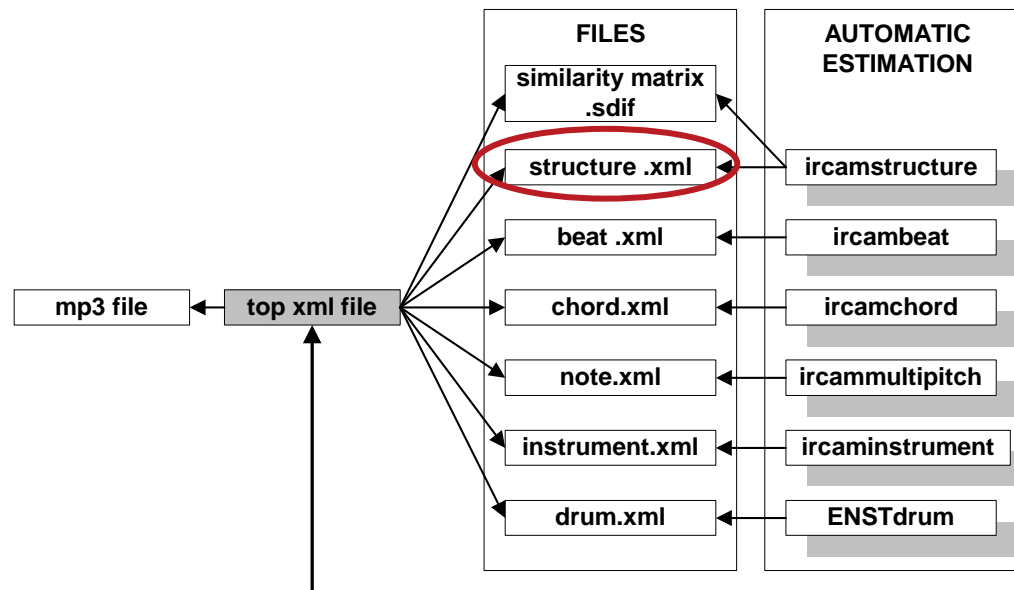 FILES
AUTOMATIC
ESTIMATION
similarity matrix
.sdif
structure .xml
ircamstructure
beat .xml
ircambeat
mp3 file
top xml file
chord.xml
ircamchord
note.xml
ircammultipitch
instrument.xml
ircaminstrument
drum.xml
ENSTdrum